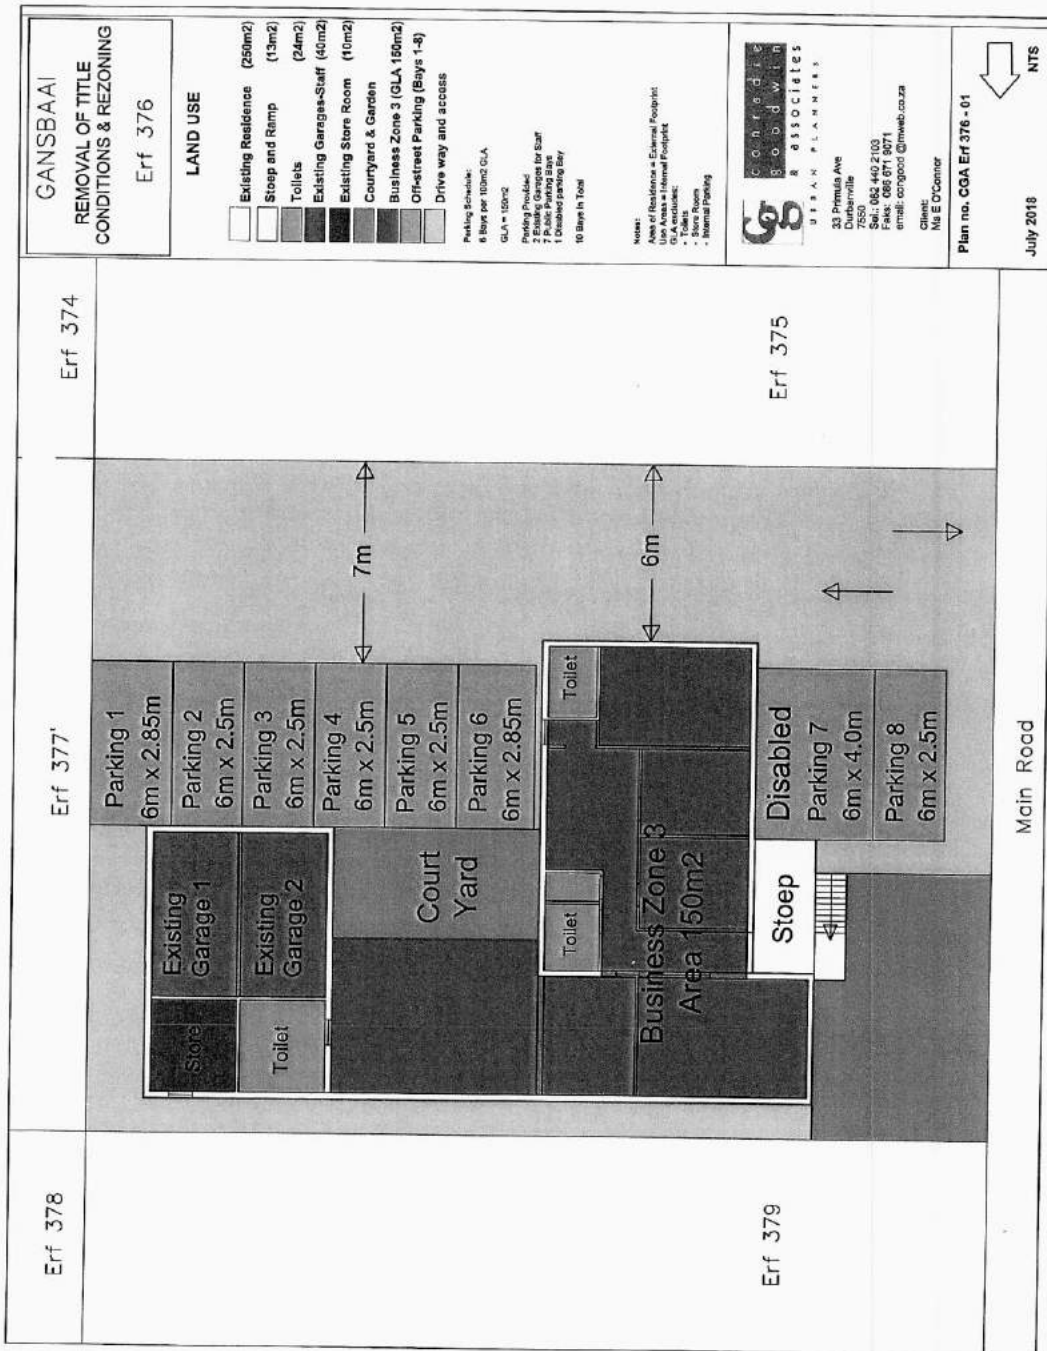 GANSBAAI
REMOVAL OF TITLE
CONDITIONS & REZONING
Erf 376
LAND USE
Existing Residence (250m2)
Stoep and Ramp (13m2)
Toilets (24m2)
Existing Garages-Staff (40m2)
Existing Store Room (10m2)
Courtyard & Garden
Business Zone 3 (GLA 150m2)
Off-street Parking (Bays 1-8)
Drive way and access
Parking Schedule:
6 Bays per 100m2 GLA
GLA = 150m2
Parking Provided
2 Existing Garages for Staff
7 Public Parking Bays
1 Disabled parking Bay
10 Bays in Total
Notes:
Area of Residence = External Footprint
Use Areas = Internal Footprint
GLA excludes:
- Toilets
- Store Room
- Internal Parking
Cg
conradie
goodwin
& associates
URBAN PLANNERS
33 Primula Ave
Durbanville
7550
Sel.: 082 440 2103
Faks: 086 671 9071
email: congood @mweb.co.za
Client:
Ms E O'Connor
Plan no. CGA Erf 376 - 01
July 2018
NTS
Erf 378
Erf 377'
Erf 374
Parking 1
6m x 2.85m
Parking 2
6m x 2.5m
Parking 3
6m x 2.5m
Parking 4
6m x 2.5m
Parking 5
6m x 2.5m
Parking 6
6m x 2.85m
7m
Store
Existing
Garage 1
Toilet
Existing
Garage 2
Court
Yard
Toilet
Toilet
6m
Business Zone 3
Area 150m2
Stoep
Disabled
Parking 7
6m x 4.0m
Parking 8
6m x 2.5m
Erf 379
Erf 375
Main Road